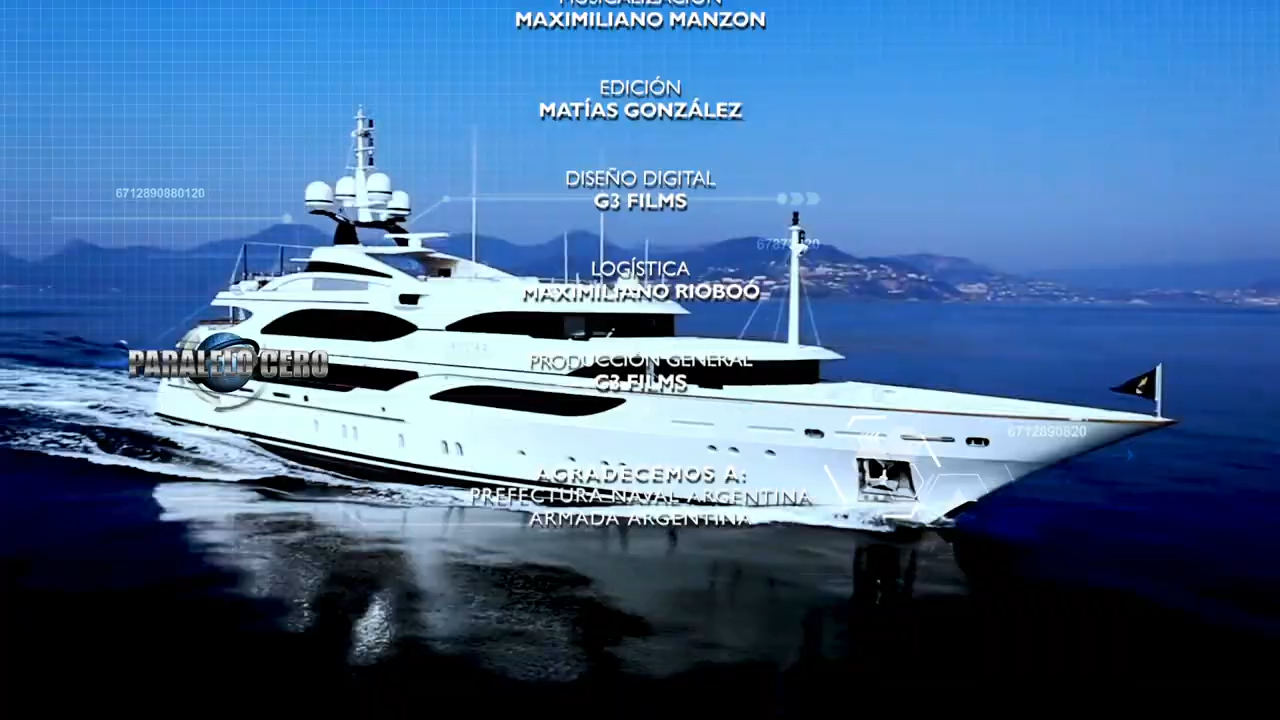 MUSICALIZACIÓN
MAXIMILIANO MANZON
EDICIÓN
MATÍAS GONZÁLEZ
DISEÑO DIGITAL
G3 FILMS
6712890880120
LOGÍSTICA
MAXIMILIANO RIOBOÓ
PARALELO CERO
PRODUCCIÓN GENERAL
G3 FILMS
6712890820
AGRADECEMOS A:
PREFECTURA NAVAL ARGENTINA
ARMADA ARGENTINA